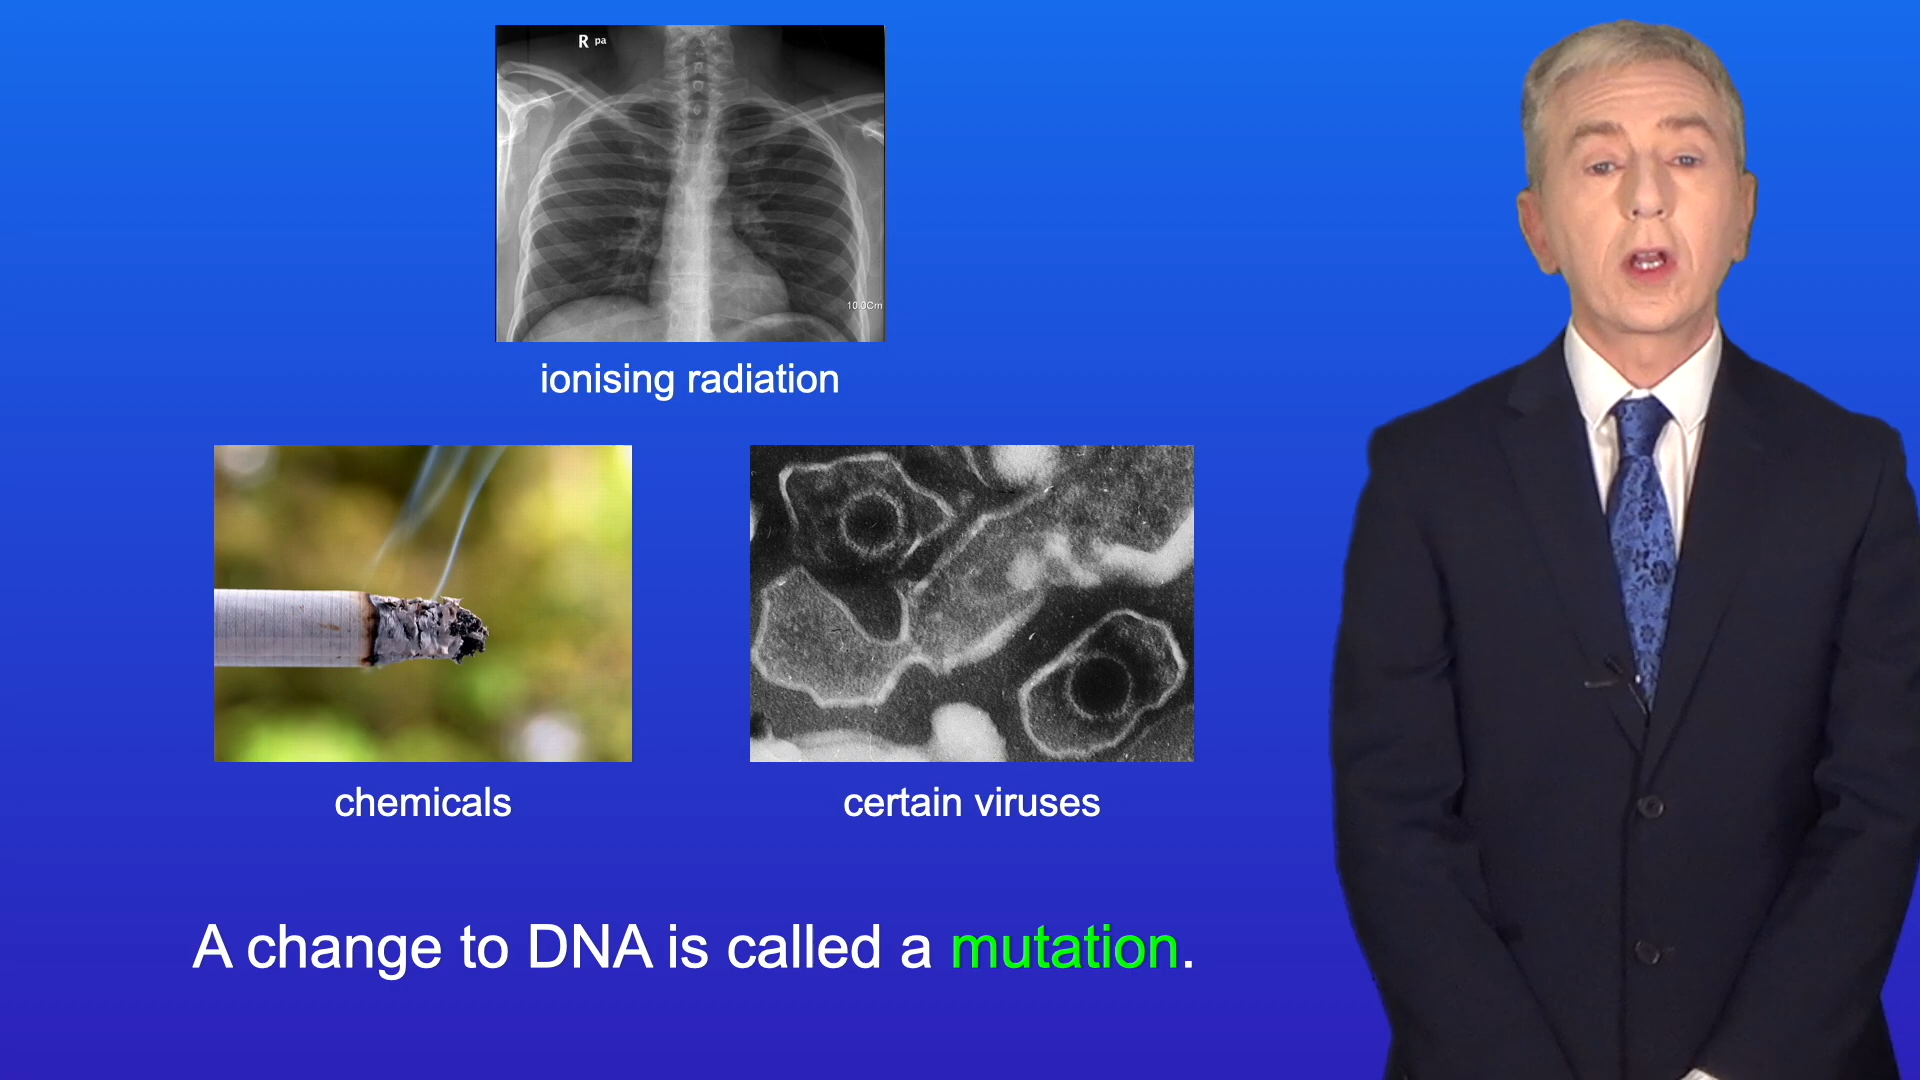 R pa
10.0Cm
ionising radiation
chemicals
certain viruses
A change to DNA is called a mutation.